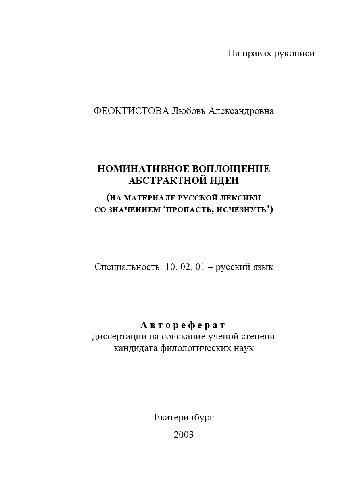 На правах рукописи
ФЕОКТИСТОВА Любовь Александровна
НОМИНАТИВНОЕ ВОПЛОЩЕНИЕ
АБСТРАКТНОЙ ИДЕИ
(НА МАТЕРИАЛЕ РУССКОЙ ЛЕКСИКИ
СО ЗНАЧЕНИЕМ ‘ПРОПАСТЬ, ИСЧЕЗНУТЬ’)
Специальность 10. 02. 01 – русский язык
Автореферат
диссертации на соискание ученой степени
кандидата филологических наук
Екатеринбург
2003